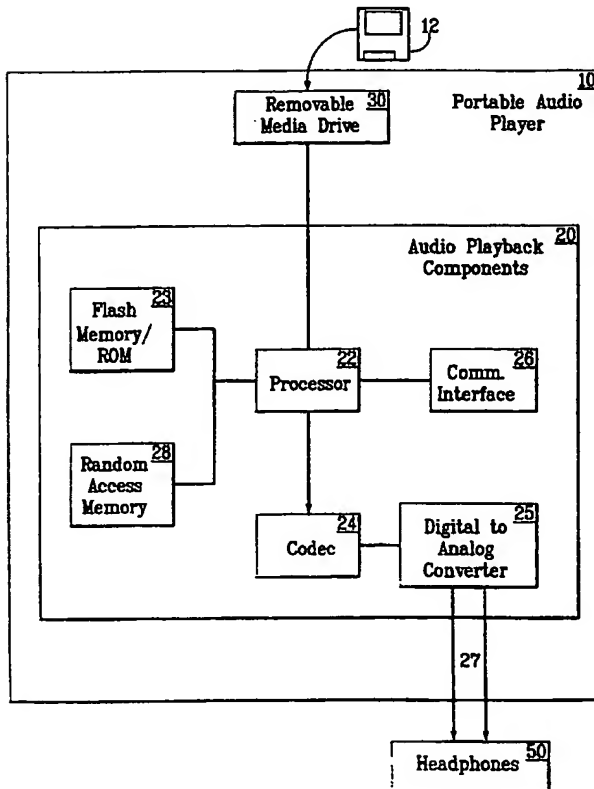 12
10
Portable Audio
Player
30
Removable
Media Drive
20
Audio Playback
Components
23
Flash
Memory/
ROM
22
Processor
26
Comm.
Interface
28
Random
Access
Memory
24
Codec
25
Digital to
Analog
Converter
27
50
Headphones